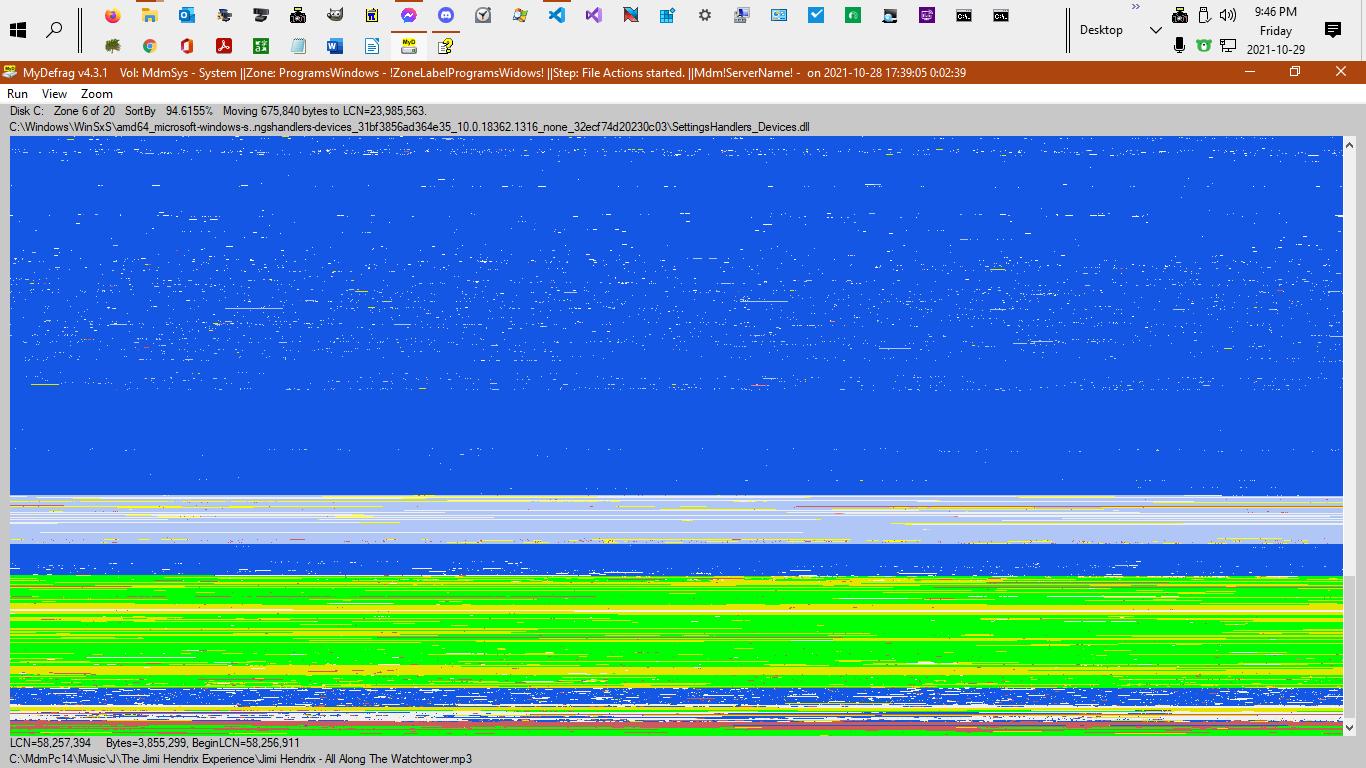 »
9:46 PM
Desktop
Friday
2021-10-29
MyD
MyDefrag v4.3.1 Vol: MdmSys - System ||Zone: ProgramsWindows - !ZoneLabelProgramsWidows! ||Step: File Actions started. ||Mdm!ServerName! - on 2021-10-28 17:39:05 0:02:39
Run View Zoom
Disk C: Zone 6 of 20 SortBy 94.6155% Moving 675,840 bytes to LCN=23,985,563.
C:\Windows\WinSxS\amd64_microsoft-windows-s..ngshandlers-devices_31bf3856ad364e35_10.0.18362.1316_none_32ecf74d20230c03\SettingsHandlers_Devices.dll
LCN=58,257,394 Bytes=3,855,299, BeginLCN=58,256,911
C:\MdmPc14\Music\J\The Jimi Hendrix Experience\Jimi Hendrix - All Along The Watchtower.mp3